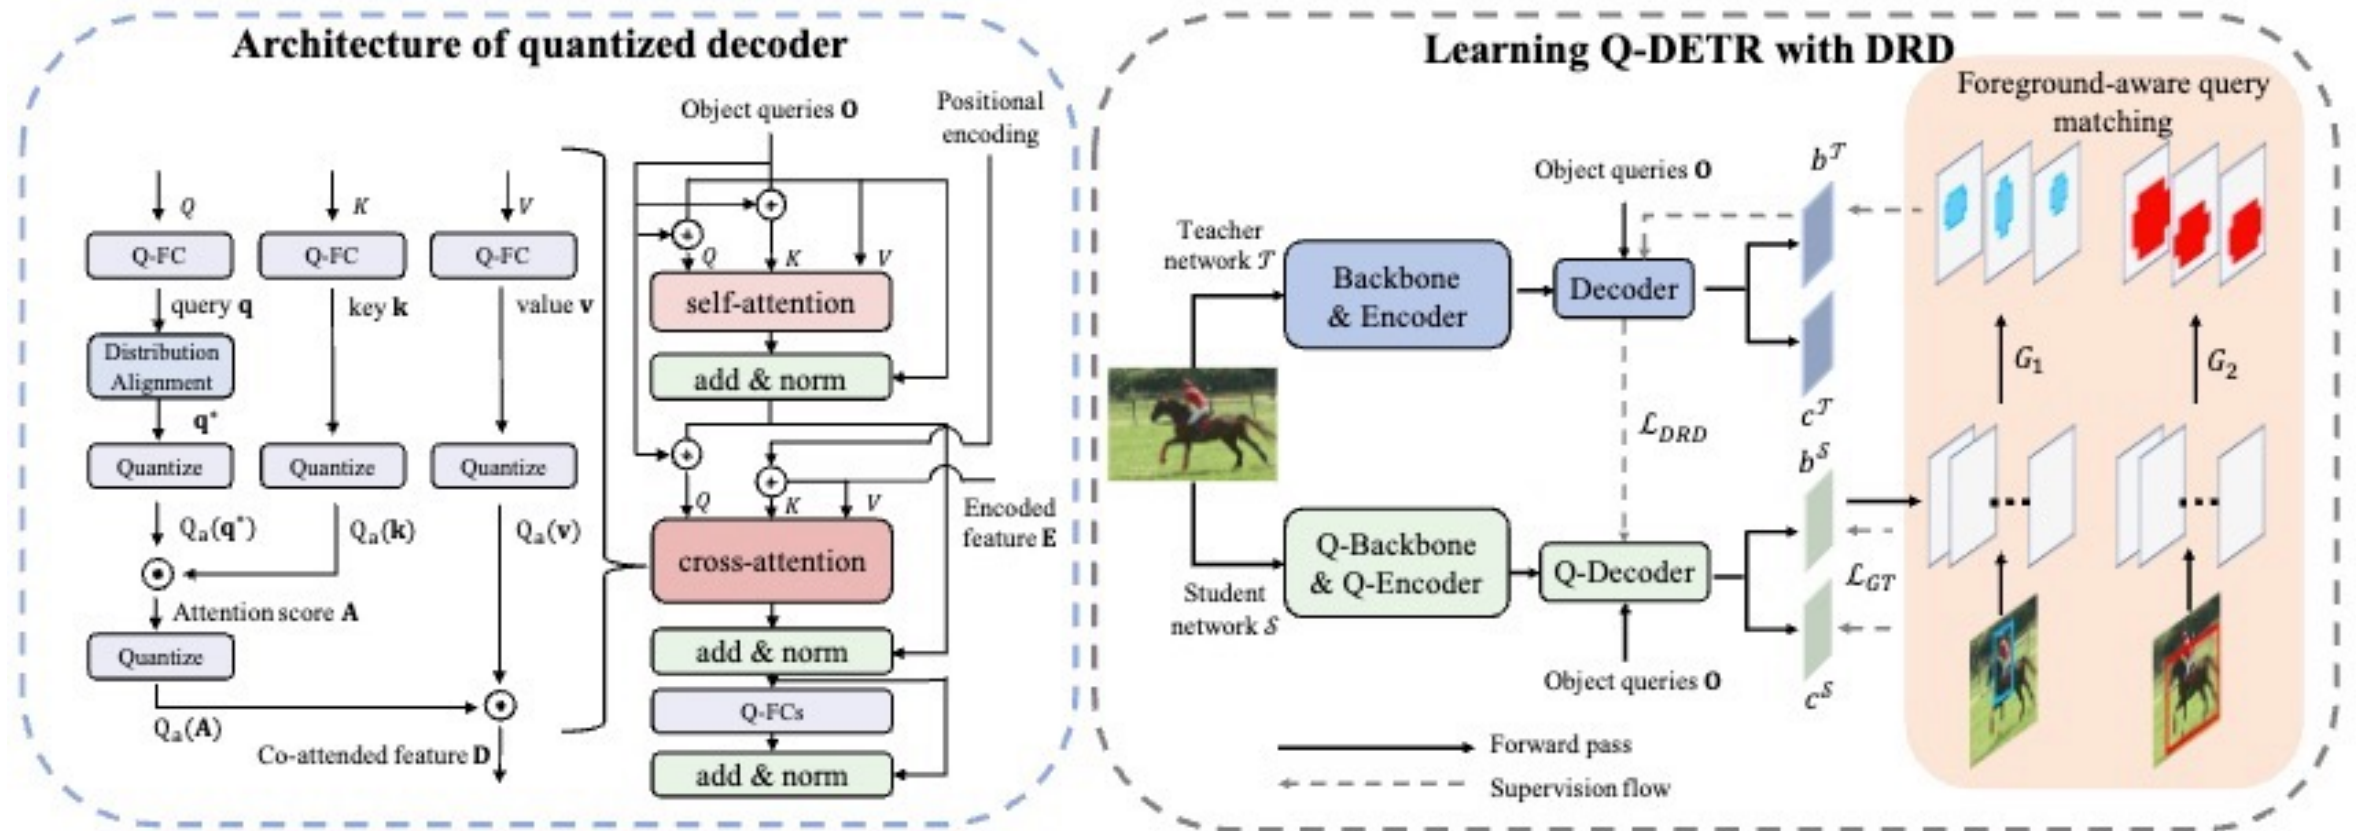 Architecture of quantized decoder
Q
K
V
Q-FC
Q-FC
Q-FC
query q
key k
value v
Distribution
Alignment
q*
Quantize
Quantize
Quantize
Qa(q*)
Qa(k)
Qa(v)
Attention score A
Quantize
Qa(A)
Co-attended feature D
Object queries O
Positional
encoding
+
+
Q
K
V
self-attention
add & norm
+
+
Q
K
V
Encoded
feature E
cross-attention
add & norm
Q-FCs
add & norm
Learning Q-DETR with DRD
Teacher
network 𝒯
Backbone
& Encoder
Object queries O
Decoder
b^𝒯
c^𝒯
ℒ_DRD
Student
network 𝒮
Q-Backbone
& Q-Encoder
Q-Decoder
Object queries O
b^𝒮
ℒ_GT
c^𝒮
Forward pass
Supervision flow
Foreground-aware query
matching
G₁
G₂